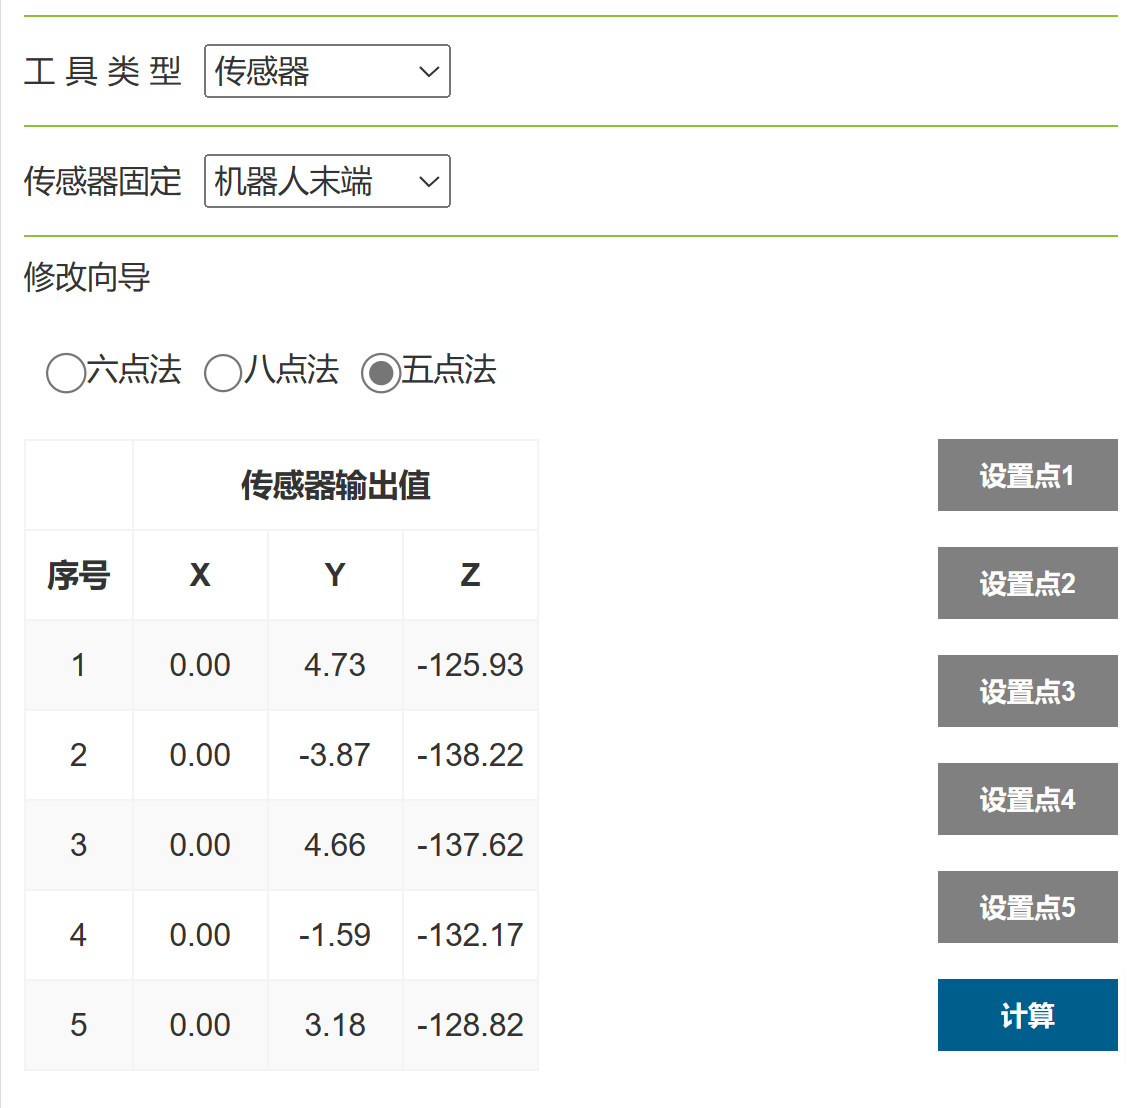 工 具 类 型 传感器
传感器固定 机器人末端
修改向导
六点法 八点法 五点法
传感器输出值
序号 X Y Z
1 0.00 4.73 -125.93
2 0.00 -3.87 -138.22
3 0.00 4.66 -137.62
4 0.00 -1.59 -132.17
5 0.00 3.18 -128.82
设置点1
设置点2
设置点3
设置点4
设置点5
计算